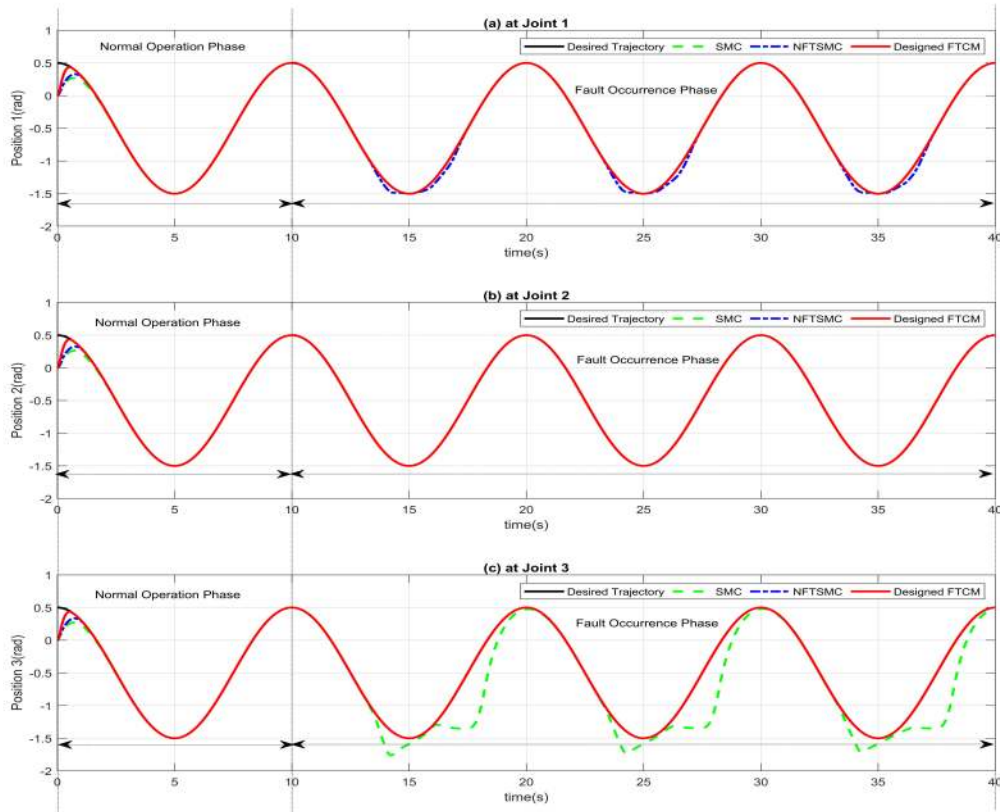 (a) at Joint 1
Normal Operation Phase
Desired Trajectory SMC NFTSMC Designed FTCM
Fault Occurrence Phase
Position 1(rad)
1
0.5
0
-0.5
-1
-1.5
-2
0 5 10 15 20 25 30 35 40
time(s)
(b) at Joint 2
Normal Operation Phase
Desired Trajectory SMC NFTSMC Designed FTCM
Fault Occurrence Phase
Position 2(rad)
1
0.5
0
-0.5
-1
-1.5
-2
0 5 10 15 20 25 30 35 40
time(s)
(c) at Joint 3
Normal Operation Phase
Desired Trajectory SMC NFTSMC Designed FTCM
Fault Occurrence Phase
Position 3(rad)
1
0.5
0
-0.5
-1
-1.5
-2
0 5 10 15 20 25 30 35 40
time(s)